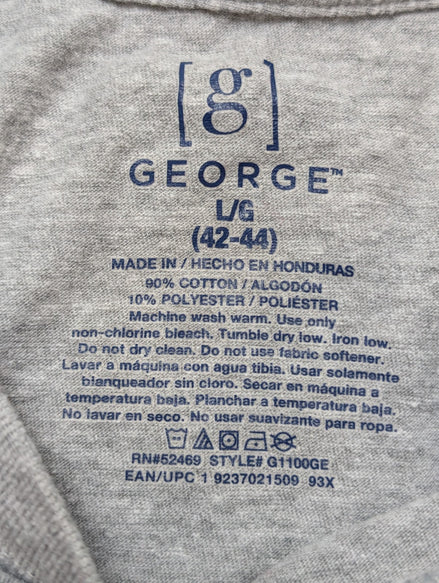 [g]
GEORGE™
L/G
(42-44)
MADE IN / HECHO EN HONDURAS
90% COTTON / ALGODÓN
10% POLYESTER / POLIÉSTER
Machine wash warm. Use only
non-chlorine bleach. Tumble dry low. Iron low.
Do not dry clean. Do not use fabric softener.
Lavar a máquina con agua tibia. Usar solamente
blanqueador sin cloro. Secar en máquina a
temperatura baja. Planchar a temperatura baja.
No lavar en seco. No usar suavizante para ropa.
RN#52469 STYLE# G1100GE
EAN/UPC 1 9237021509 93X